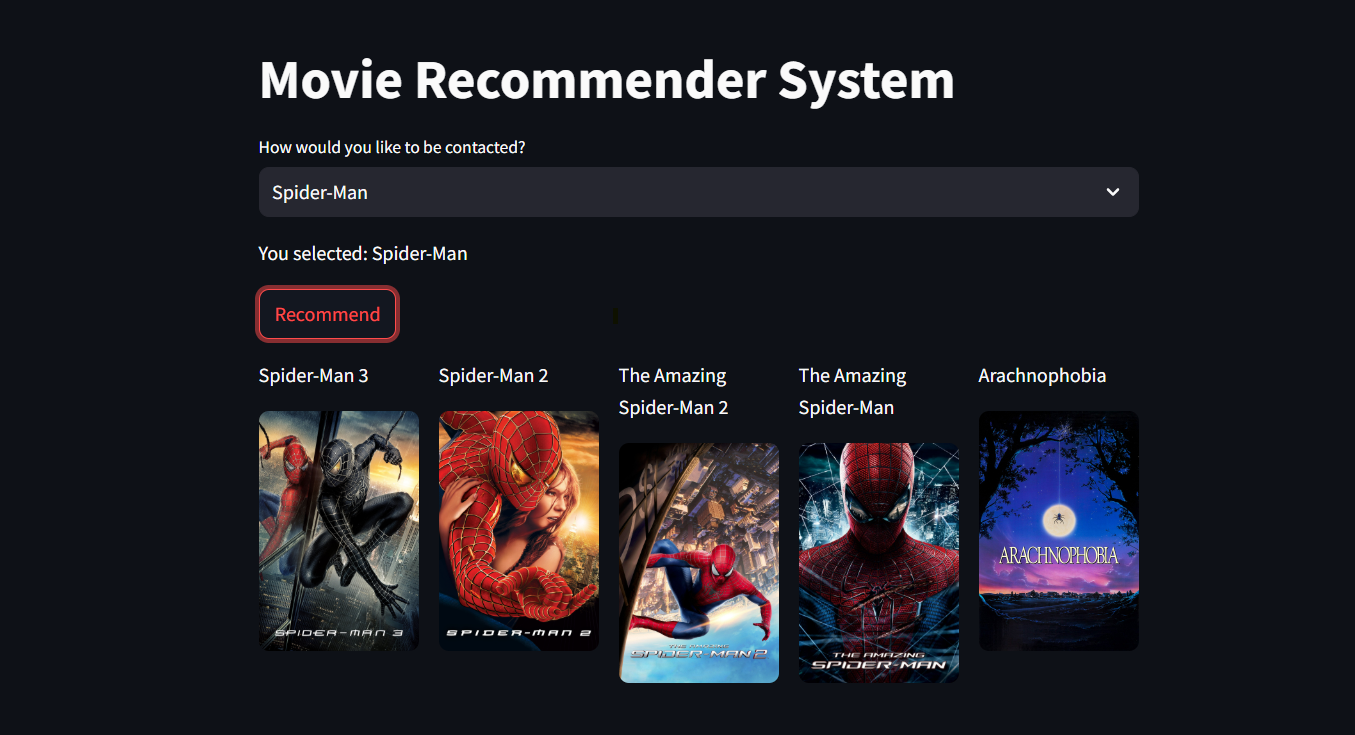 Movie Recommender System
How would you like to be contacted?
Spider-Man
You selected: Spider-Man
Recommend
Spider-Man 3
Spider-Man 2
The Amazing
Spider-Man 2
The Amazing
Spider-Man
Arachnophobia
SPIDER-MAN 3
SPIDER-MAN 2
THE AMAZING
SPIDER-MAN 2
THE AMAZING
SPIDER-MAN
ARACHNOPHOBIA